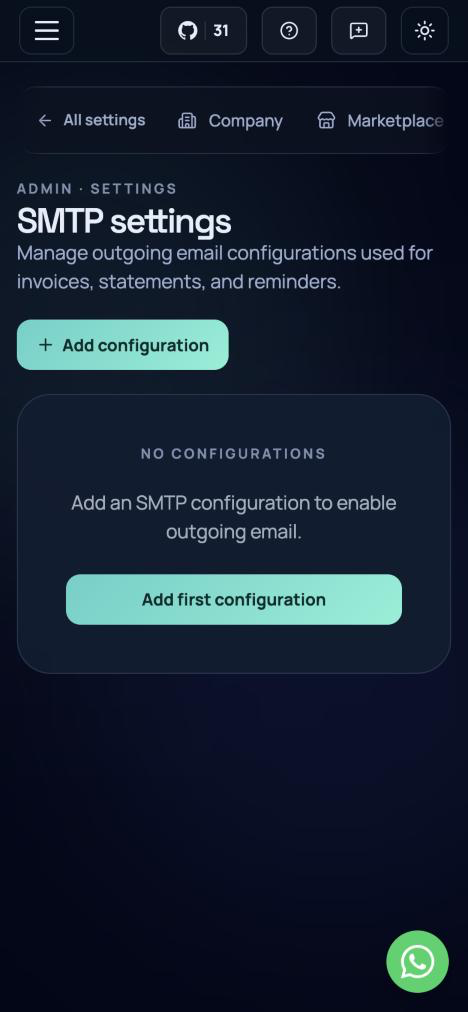 31
All settings
Company
Marketplace
ADMIN · SETTINGS
SMTP settings
Manage outgoing email configurations used for
invoices, statements, and reminders.
Add configuration
NO CONFIGURATIONS
Add an SMTP configuration to enable
outgoing email.
Add first configuration